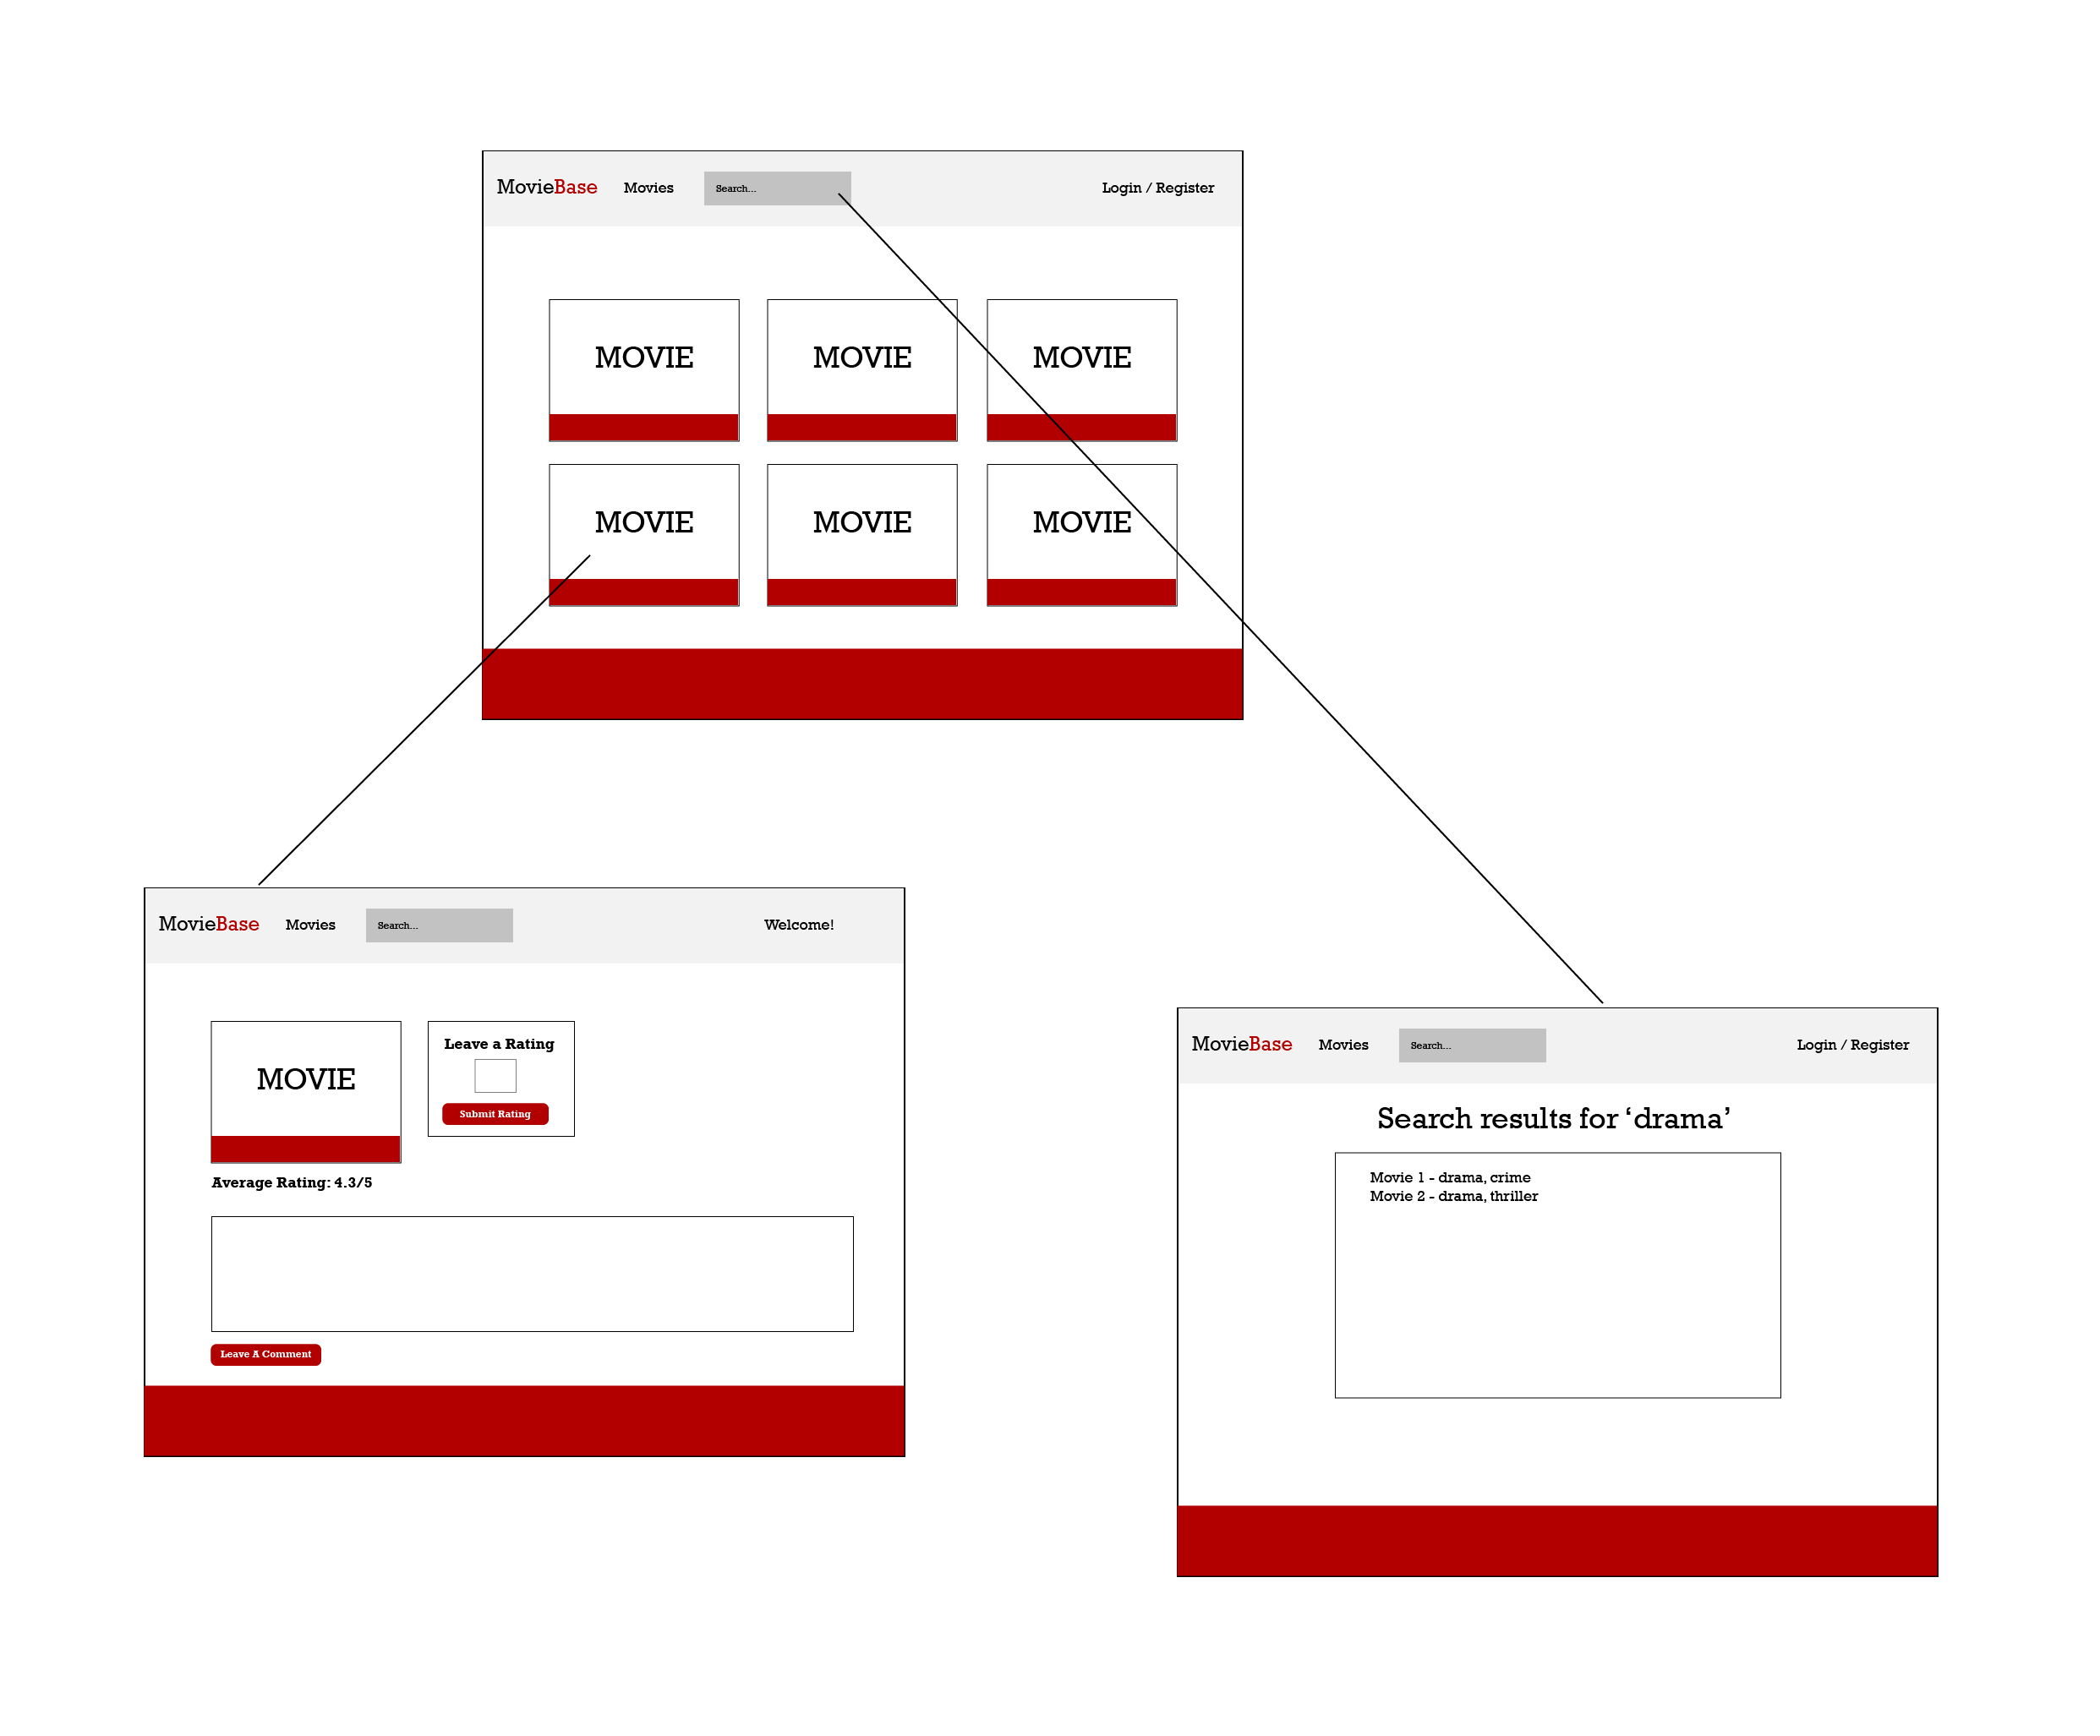 MovieBase Movies Search... Login / Register
MOVIE MOVIE MOVIE
MOVIE MOVIE MOVIE
MovieBase Movies Search... Welcome!
MOVIE
Leave a Rating
Submit Rating
Average Rating: 4.3/5
Leave A Comment
MovieBase Movies Search... Login / Register
Search results for ‘drama’
Movie 1 - drama, crime
Movie 2 - drama, thriller